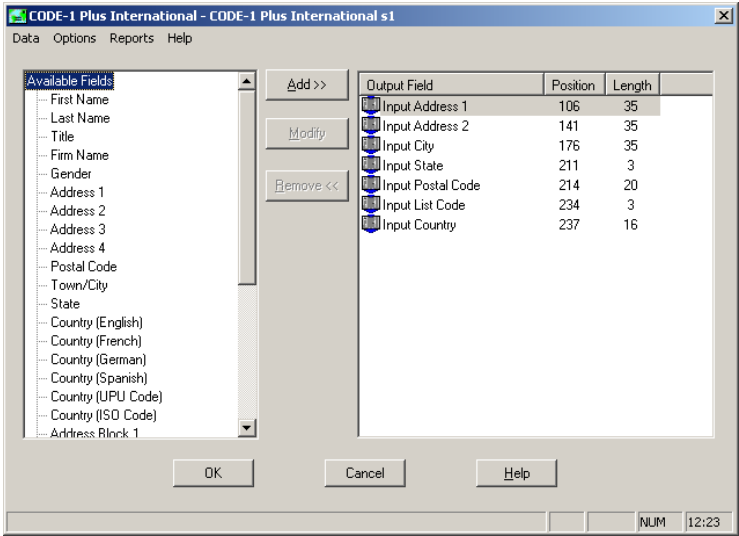 CODE-1 Plus International - CODE-1 Plus International s1
Data Options Reports Help
Available Fields
First Name
Last Name
Title
Firm Name
Gender
Address 1
Address 2
Address 3
Address 4
Postal Code
Town/City
State
Country (English)
Country (French)
Country (German)
Country (Spanish)
Country (UPU Code)
Country (ISO Code)
Address Block 1
Add >>
Modify
Remove <<
Output Field Position Length
Input Address 1 106 35
Input Address 2 141 35
Input City 176 35
Input State 211 3
Input Postal Code 214 20
Input List Code 234 3
Input Country 237 16
OK Cancel Help
NUM 12:23